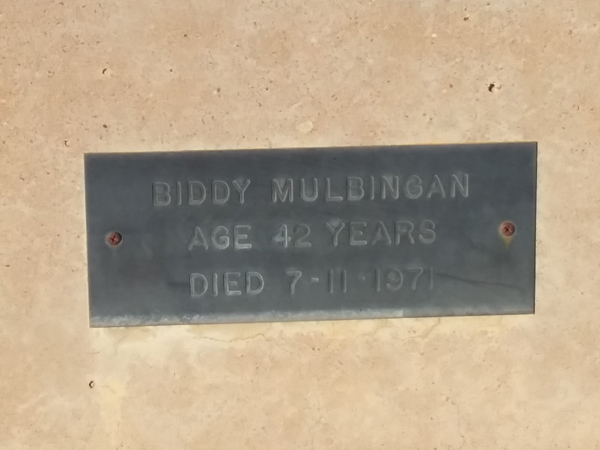 BIDDY MULBINGAN
AGE 42 YEARS
DIED 7-11-1971